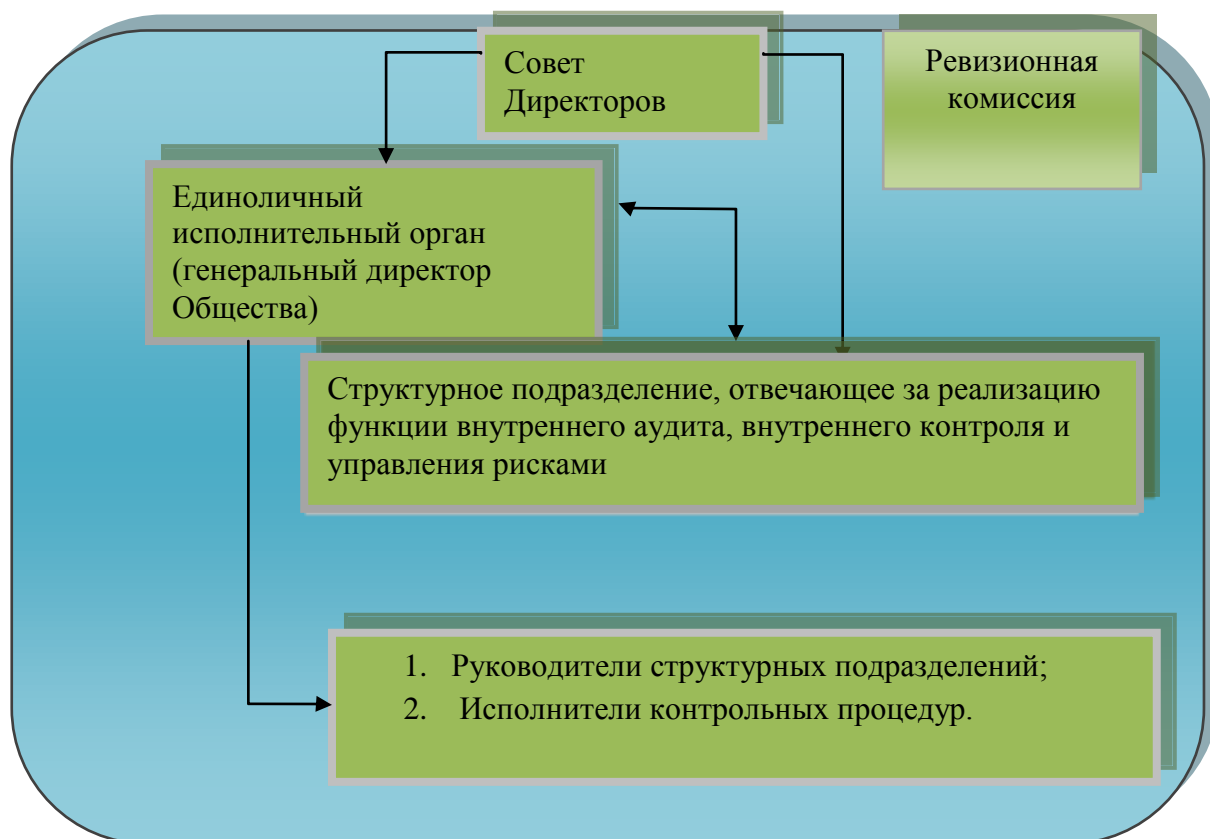 Совет
Директоров
Ревизионная
комиссия
Единоличный
исполнительный орган
(генеральный директор
Общества)
Структурное подразделение, отвечающее за реализацию
функции внутреннего аудита, внутреннего контроля и
управления рисками
1. Руководители структурных подразделений;
2. Исполнители контрольных процедур.